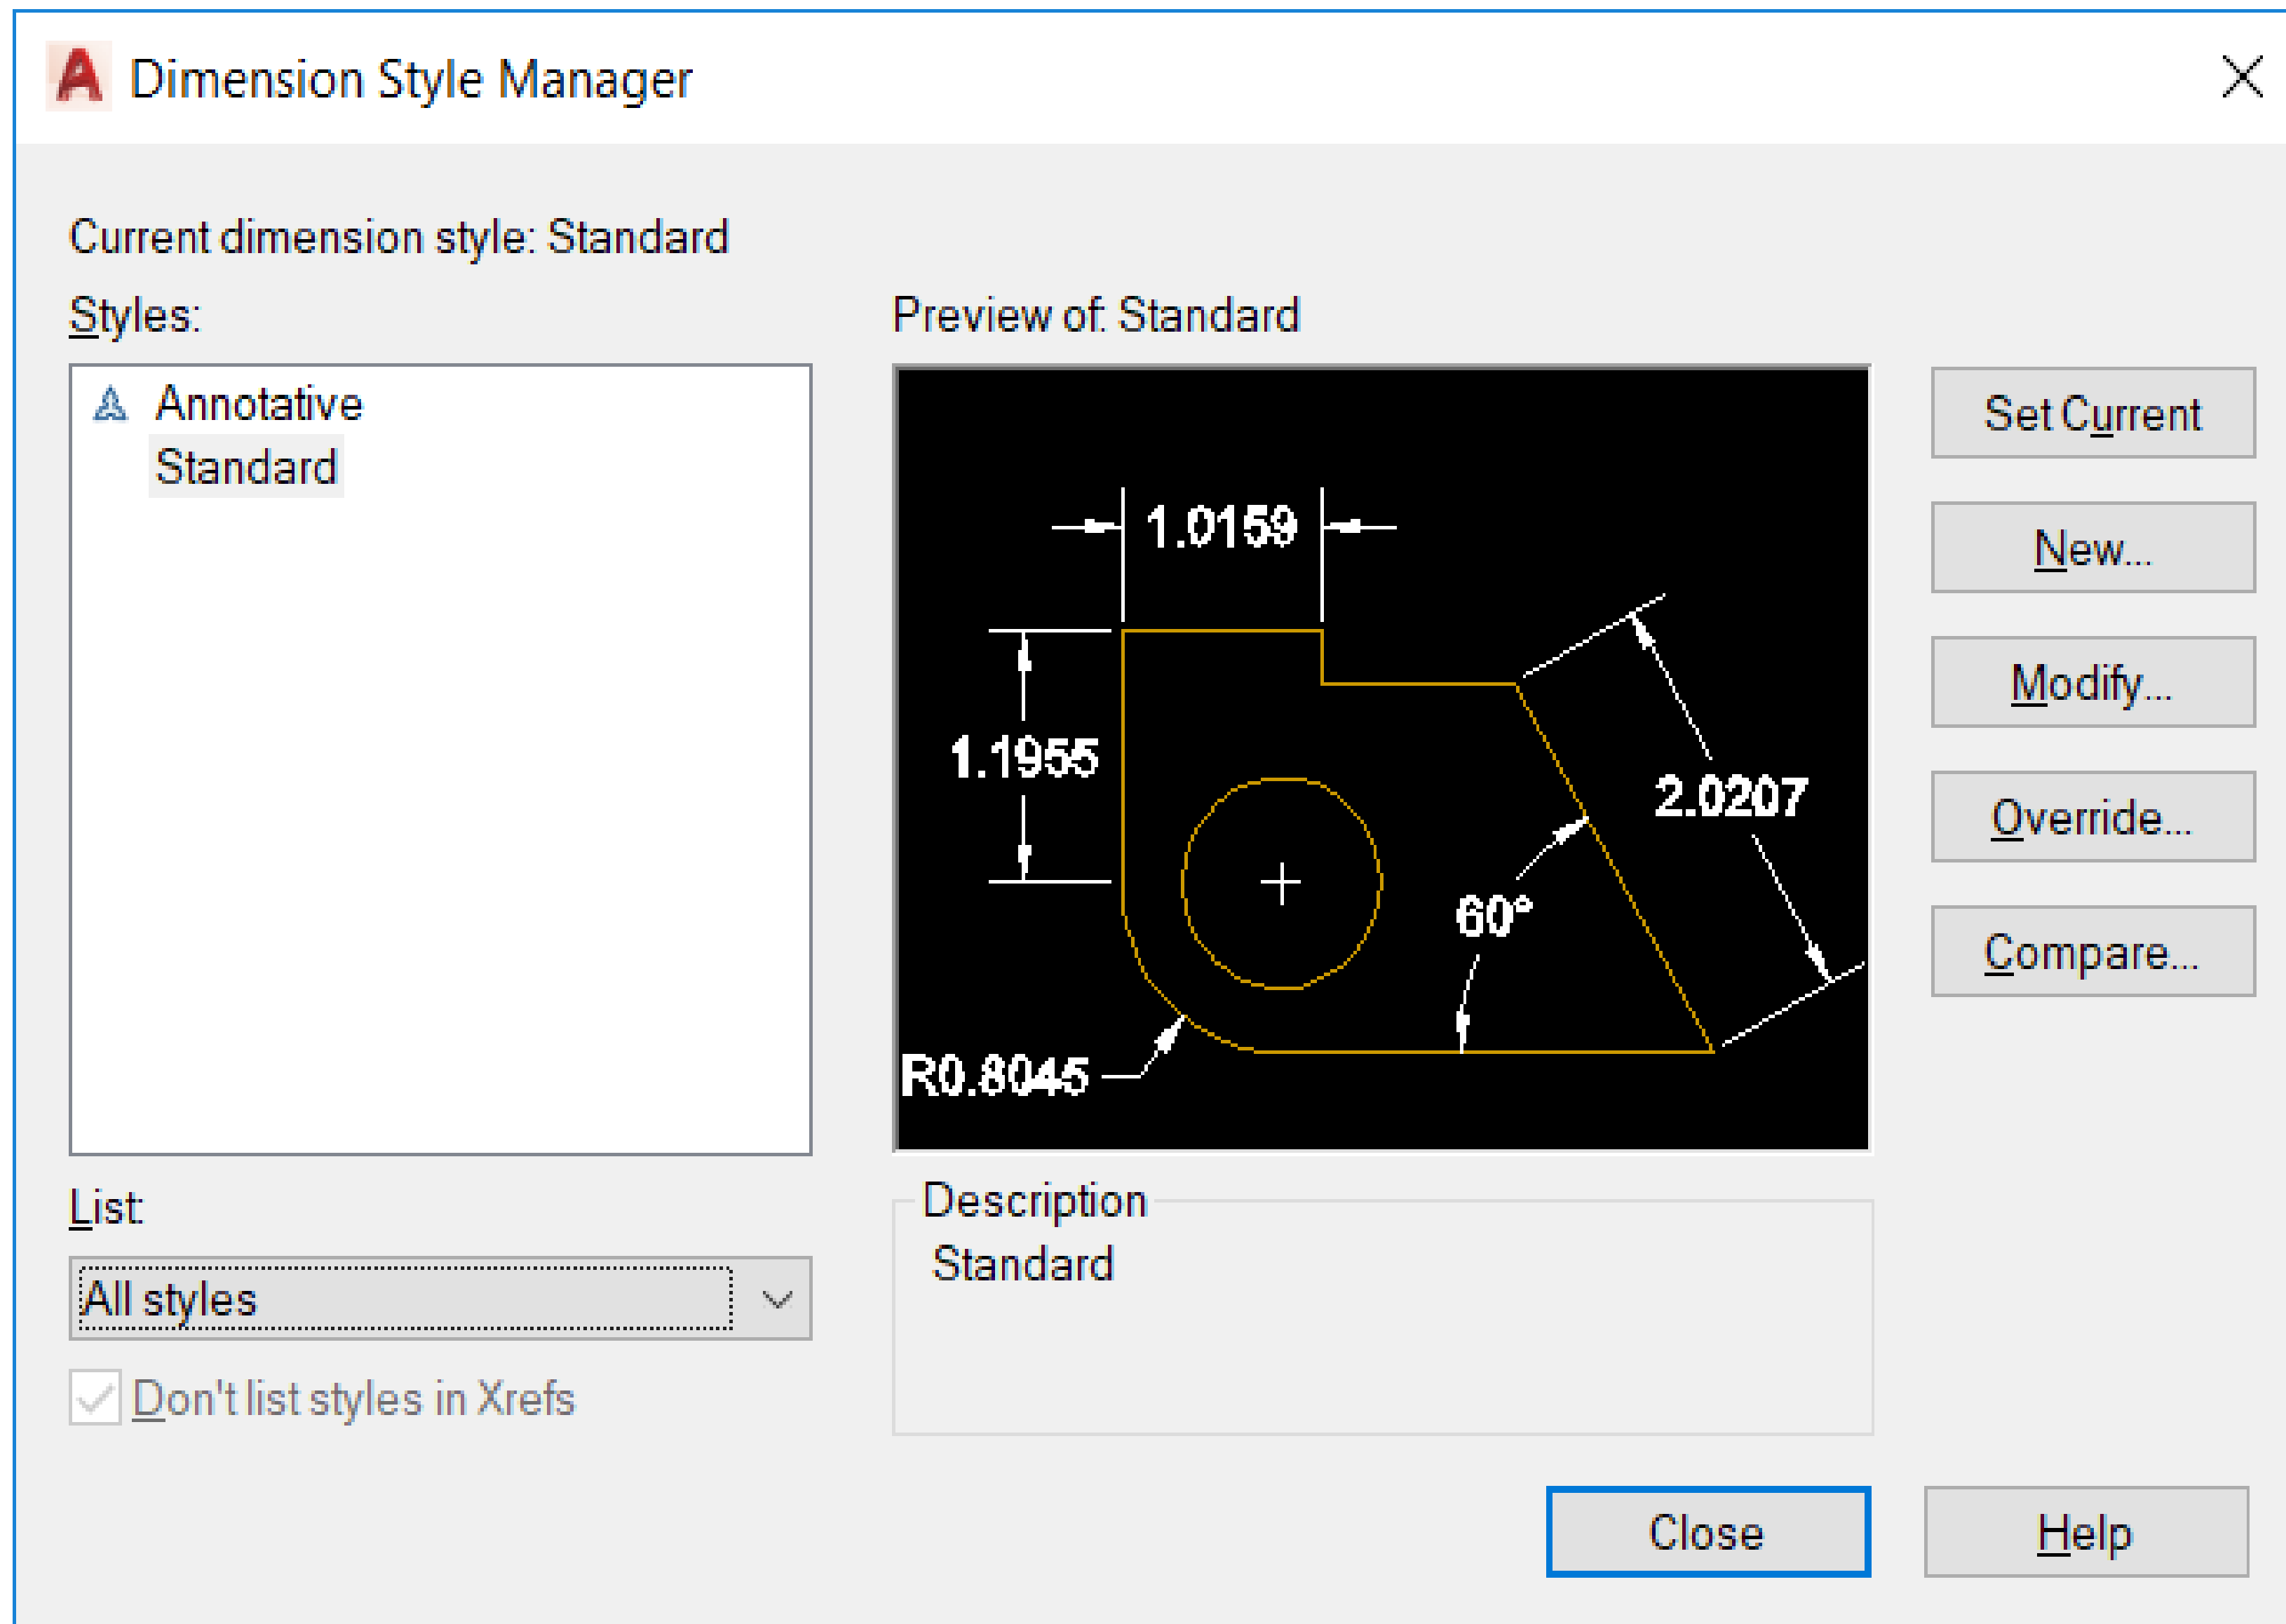 Dimension Style Manager
Current dimension style: Standard
Styles:
Annotative
Standard
Preview of: Standard
1.0159
1.1955
2.0207
60°
R0.8045
Set Current
New...
Modify...
Override...
Compare...
List:
All styles
Don't list styles in Xrefs
Description
Standard
Close
Help